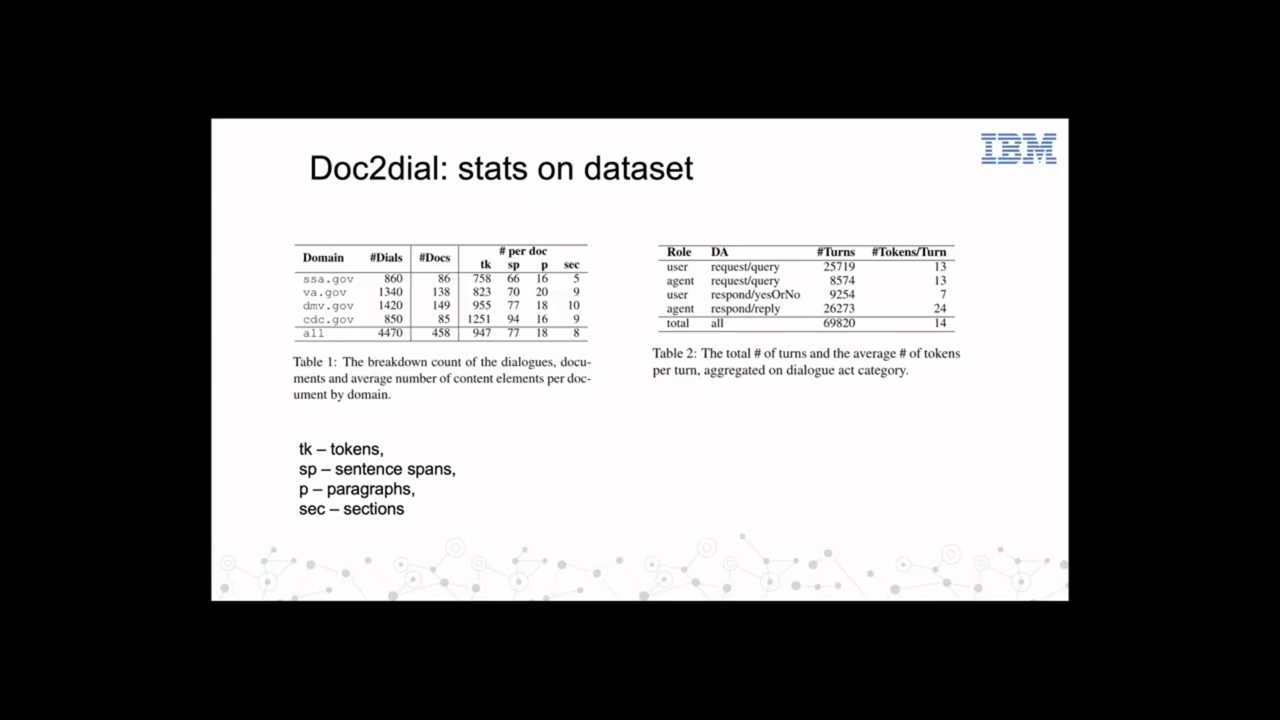 IBM
Doc2dial: stats on dataset
# per doc
Domain #Dials #Docs tk sp p sec
ssa.gov 860 86 758 66 16 5
va.gov 1340 138 823 70 20 9
dmv.gov 1420 149 955 77 18 10
cdc.gov 850 85 1251 94 16 9
all 4470 458 947 77 18 8
Table 1: The breakdown count of the dialogues, docu-
ments and average number of content elements per doc-
ument by domain.
tk – tokens,
sp – sentence spans,
p – paragraphs,
sec – sections
Role DA #Turns #Tokens/Turn
user request/query 25719 13
agent request/query 8574 13
user respond/yesOrNo 9254 7
agent respond/reply 26273 24
total all 69820 14
Table 2: The total # of turns and the average # of tokens
per turn, aggregated on dialogue act category.